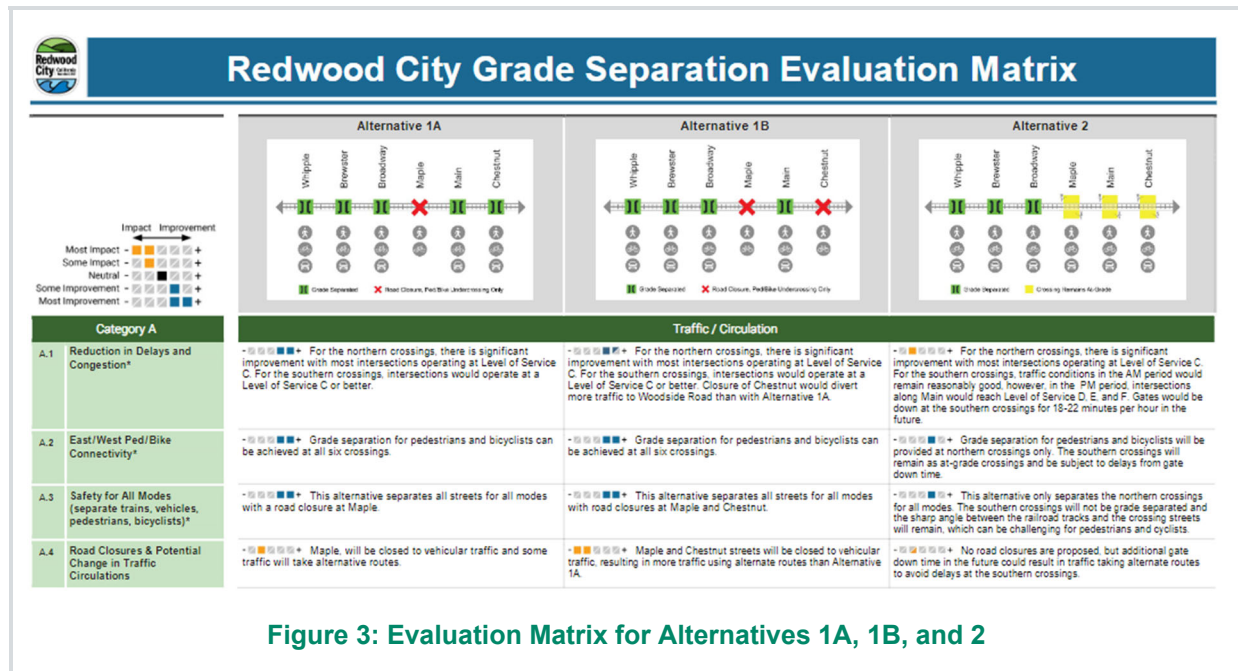 Redwood
City California
Redwood City Grade Separation Evaluation Matrix
Alternative 1A
Alternative 1B
Alternative 2
Whipple
Brewster
Broadway
Maple
Main
Chestnut
Whipple
Brewster
Broadway
Maple
Main
Chestnut
Whipple
Brewster
Broadway
Maple
Main
Chestnut
Grade Separated
Road Closure, Ped/Bike Undercrossing Only
Grade Separated
Road Closure, Ped/Bike Undercrossing Only
Grade Separated
Crossing Remains At-Grade
Impact Improvement
Most Impact - +
Some Impact - +
Neutral - +
Some Improvement - +
Most Improvement - +
Category A
Traffic / Circulation
A.1
Reduction in Delays and
Congestion*
- + For the northern crossings, there is significant
improvement with most intersections operating at Level of Service
C. For the southern crossings, intersections would operate at a
Level of Service C or better.
- + For the northern crossings, there is significant
improvement with most intersections operating at Level of Service
C. For the southern crossings, intersections would operate at a
Level of Service C or better. Closure of Chestnut would divert
more traffic to Woodside Road than with Alternative 1A.
- + For the northern crossings, there is significant
improvement with most intersections operating at Level of Service C.
For the southern crossings, traffic conditions in the AM period would
remain reasonably good, however, in the PM period, intersections
along Main would reach Level of Service D, E, and F. Gates would be
down at the southern crossings for 18-22 minutes per hour in the
future.
A.2
East/West Ped/Bike
Connectivity*
- + Grade separation for pedestrians and bicyclists can
be achieved at all six crossings.
- + Grade separation for pedestrians and bicyclists can
be achieved at all six crossings.
- + Grade separation for pedestrians and bicyclists will be
provided at northern crossings only. The southern crossings will
remain as at-grade crossings and be subject to delays from gate
down time.
A.3
Safety for All Modes
(separate trains, vehicles,
pedestrians, bicyclists)*
- + This alternative separates all streets for all modes
with a road closure at Maple.
- + This alternative separates all streets for all modes
with road closures at Maple and Chestnut.
- + This alternative only separates the northern crossings
for all modes. The southern crossings will not be grade separated and
the sharp angle between the railroad tracks and the crossing streets
will remain, which can be challenging for pedestrians and cyclists.
A.4
Road Closures & Potential
Change in Traffic
Circulations
- + Maple, will be closed to vehicular traffic and some
traffic will take alternative routes.
- + Maple and Chestnut streets will be closed to vehicular
traffic, resulting in more traffic using alternate routes than Alternative
1A.
- + No road closures are proposed, but additional gate
down time in the future could result in traffic taking alternate routes
to avoid delays at the southern crossings.
Figure 3: Evaluation Matrix for Alternatives 1A, 1B, and 2